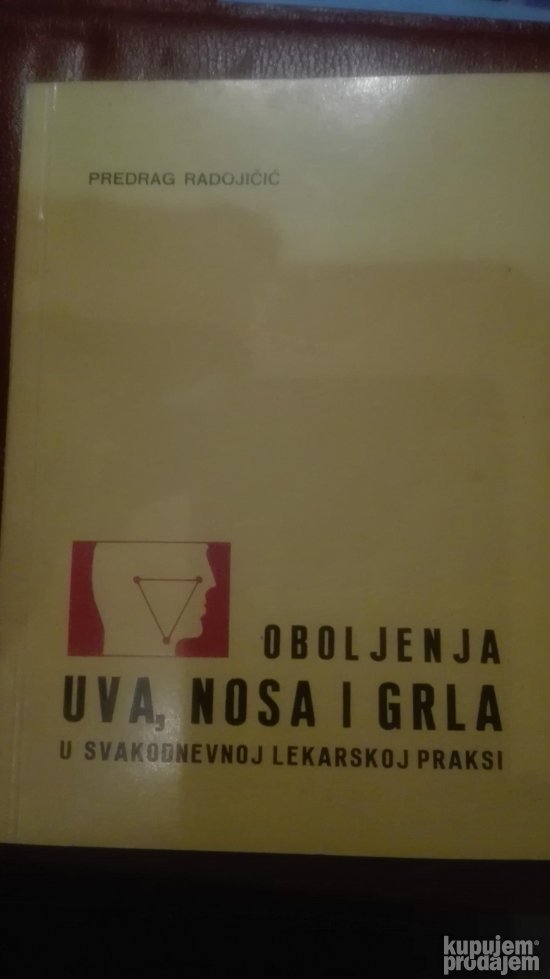 PREDRAG RADOJIČIĆ
OBOLJENJA
UVA, NOSA I GRLA
U SVAKODNEVNOJ LEKARSKOJ PRAKSI
kupujem
prodajem